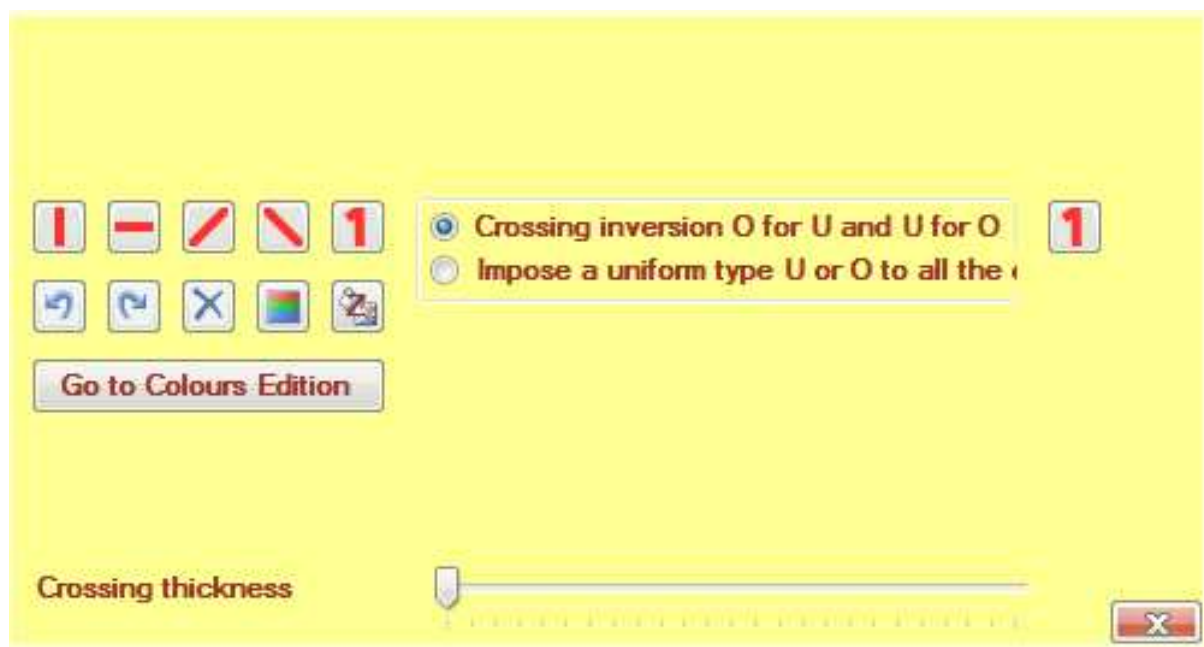 1
Crossing inversion O for U and U for O
1
Impose a uniform type U or O to all the
Go to Colours Edition
Crossing thickness
X